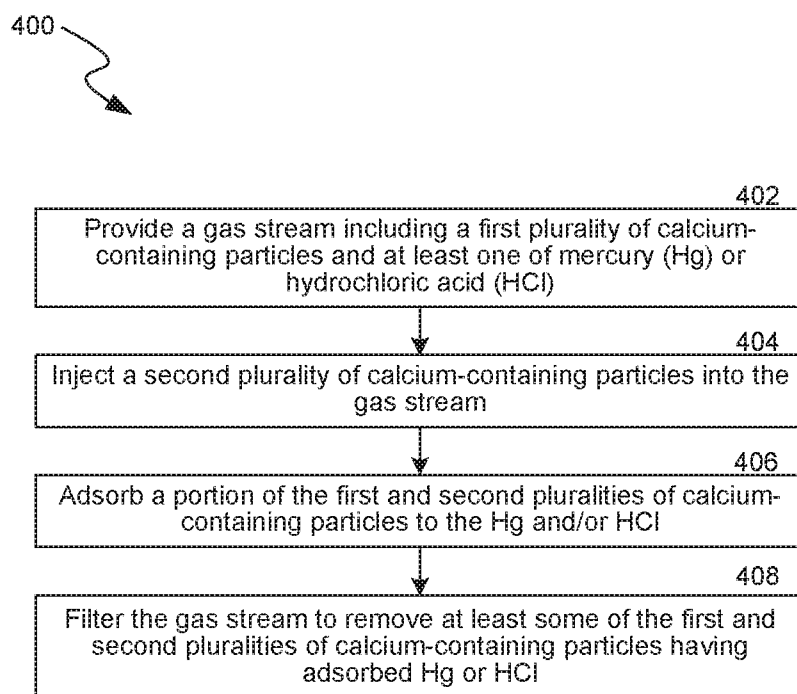 400
402
Provide a gas stream including a first plurality of calcium-
containing particles and at least one of mercury (Hg) or
hydrochloric acid (HCl)
404
Inject a second plurality of calcium-containing particles into the
gas stream
406
Adsorb a portion of the first and second pluralities of calcium-
containing particles to the Hg and/or HCl
408
Filter the gas stream to remove at least some of the first and
second pluralities of calcium-containing particles having
adsorbed Hg or HCl